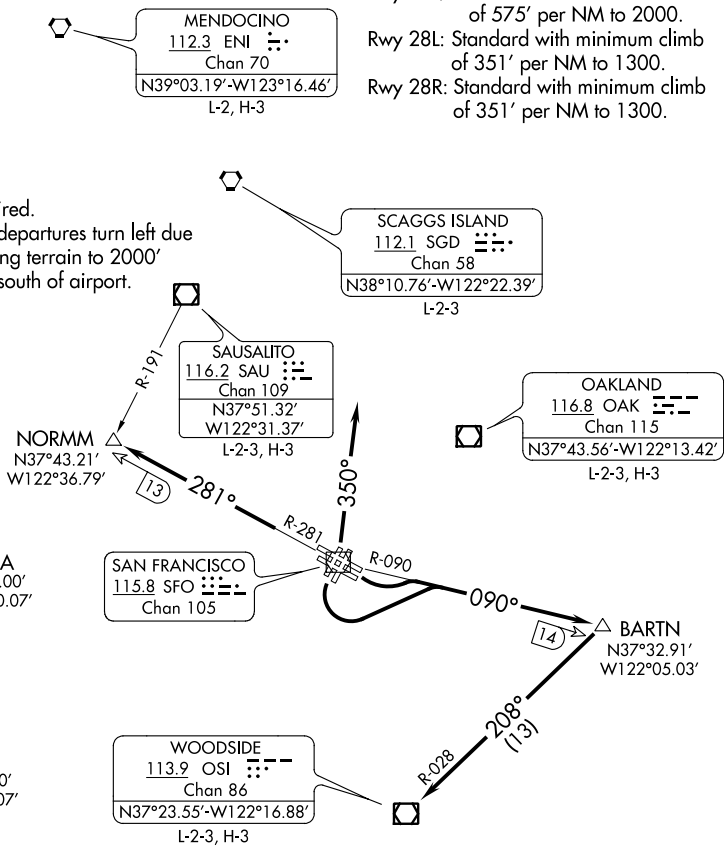 MENDOCINO
112.3 ENI
Chan 70
N39°03.19′-W123°16.46′
L-2, H-3
of 575′ per NM to 2000.
Rwy 28L: Standard with minimum climb
of 351′ per NM to 1300.
Rwy 28R: Standard with minimum climb
of 351′ per NM to 1300.
red.
departures turn left due
ng terrain to 2000′
south of airport.
SCAGGS ISLAND
112.1 SGD
Chan 58
N38°10.76′-W122°22.39′
L-2-3
R-191
SAUSALITO
116.2 SAU
Chan 109
N37°51.32′
W122°31.37′
L-2-3, H-3
OAKLAND
116.8 OAK
Chan 115
N37°43.56′-W122°13.42′
L-2-3, H-3
NORMM
N37°43.21′
W122°36.79′
13
281°
R-281
350°
R-090
090°
14
BARTN
N37°32.91′
W122°05.03′
SAN FRANCISCO
115.8 SFO
Chan 105
A
.00′
0.07′
208°
(13)
R-028
WOODSIDE
113.9 OSI
Chan 86
N37°23.55′-W122°16.88′
L-2-3, H-3
0′
07′